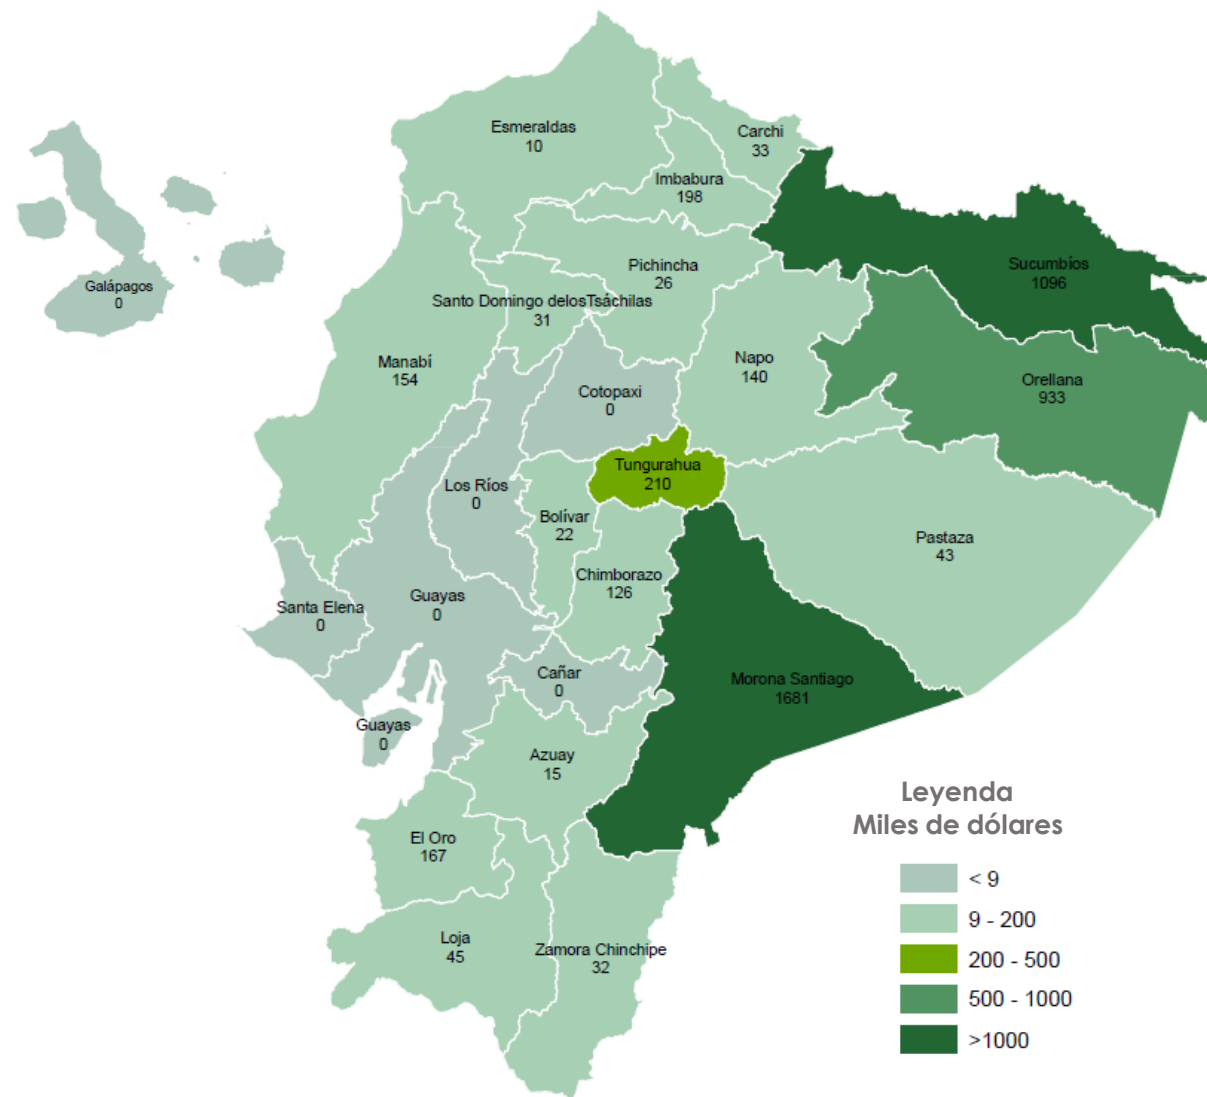 Esmeraldas
10
Carchi
33
Imbabura
198
Sucumbíos
1096
Pichincha
26
Galápagos
0
Santo Domingo delosTsáchilas
31
Manabí
154
Napo
140
Orellana
933
Cotopaxi
0
Tungurahua
210
Los Ríos
0
Bolívar
22
Pastaza
43
Chimborazo
126
Guayas
0
Santa Elena
0
Cañar
0
Morona Santiago
1681
Guayas
0
Azuay
15
El Oro
167
Loja
45
Zamora Chinchipe
32
Leyenda
Miles de dólares
< 9
9 - 200
200 - 500
500 - 1000
>1000